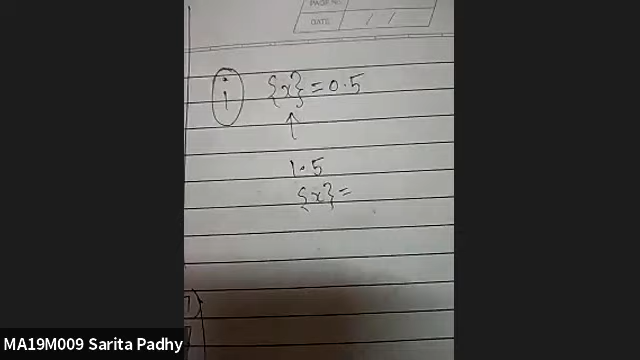 PAGE NO.
DATE / /
i {x} = 0.5
↑
1.5
{x} =
MA19M009 Sarita Padhy